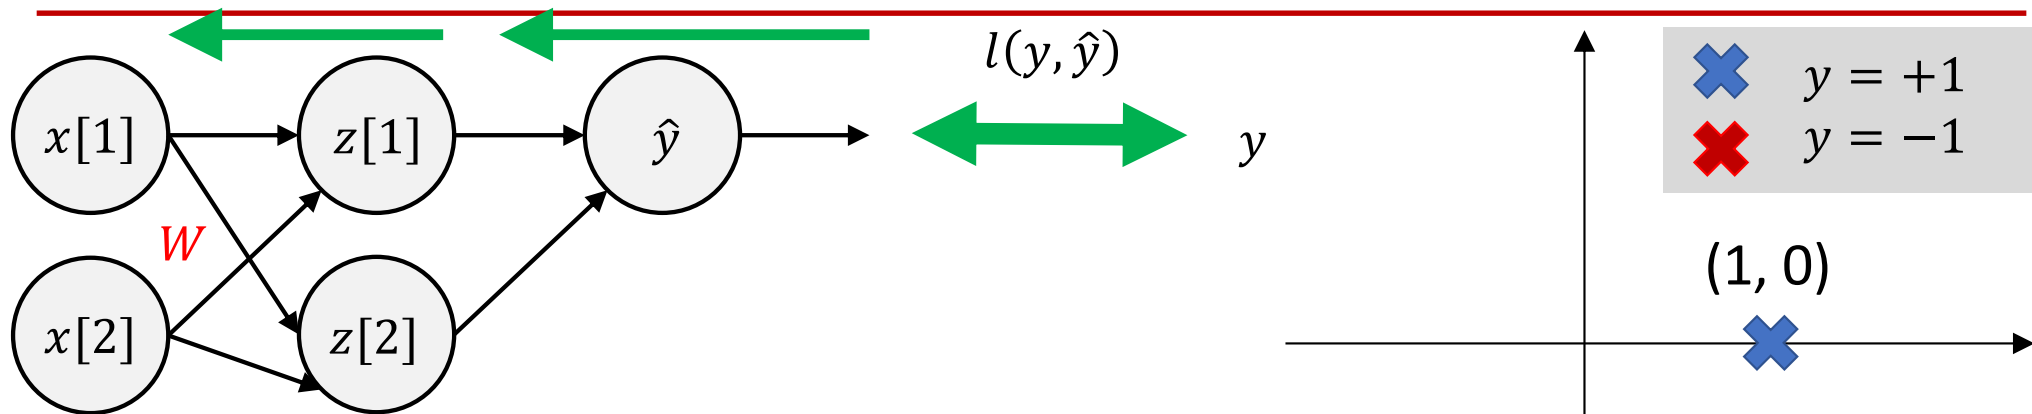 l(y, ŷ)
x[1]
z[1]
ŷ
y
y = +1
y = −1
W
(1, 0)
x[2]
z[2]